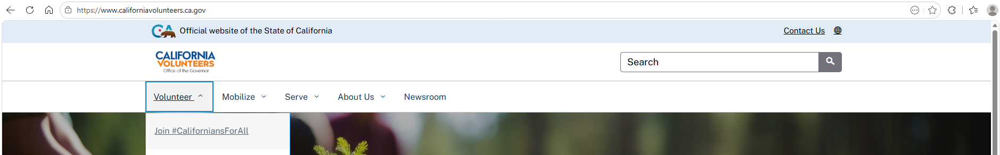 https://www.californiavolunteers.ca.gov
CA Official website of the State of California
Contact Us
CALIFORNIA
VOLUNTEERS
Office of the Governor
Search
Volunteer Mobilize Serve About Us Newsroom
Join #CaliforniansForAll